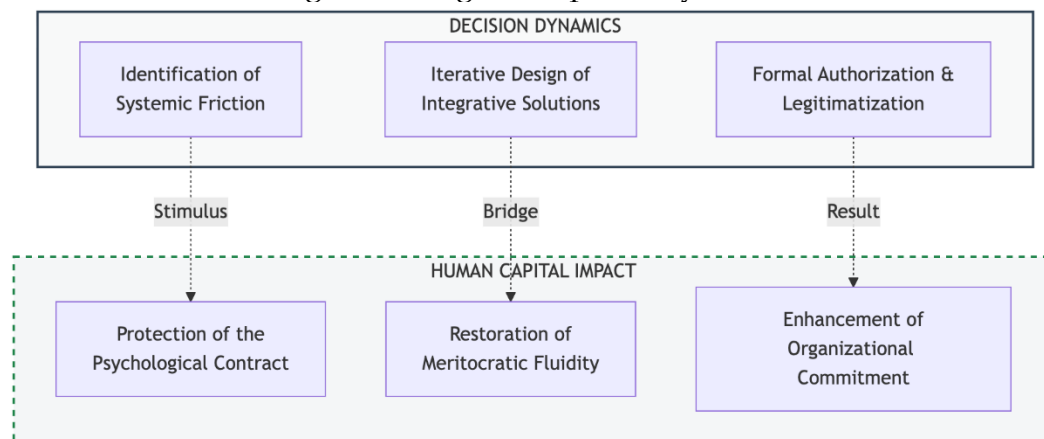 DECISION DYNAMICS
Identification of
Systemic Friction
Iterative Design of
Integrative Solutions
Formal Authorization &
Legitimatization
Stimulus
Bridge
Result
HUMAN CAPITAL IMPACT
Protection of the
Psychological Contract
Restoration of
Meritocratic Fluidity
Enhancement of
Organizational
Commitment